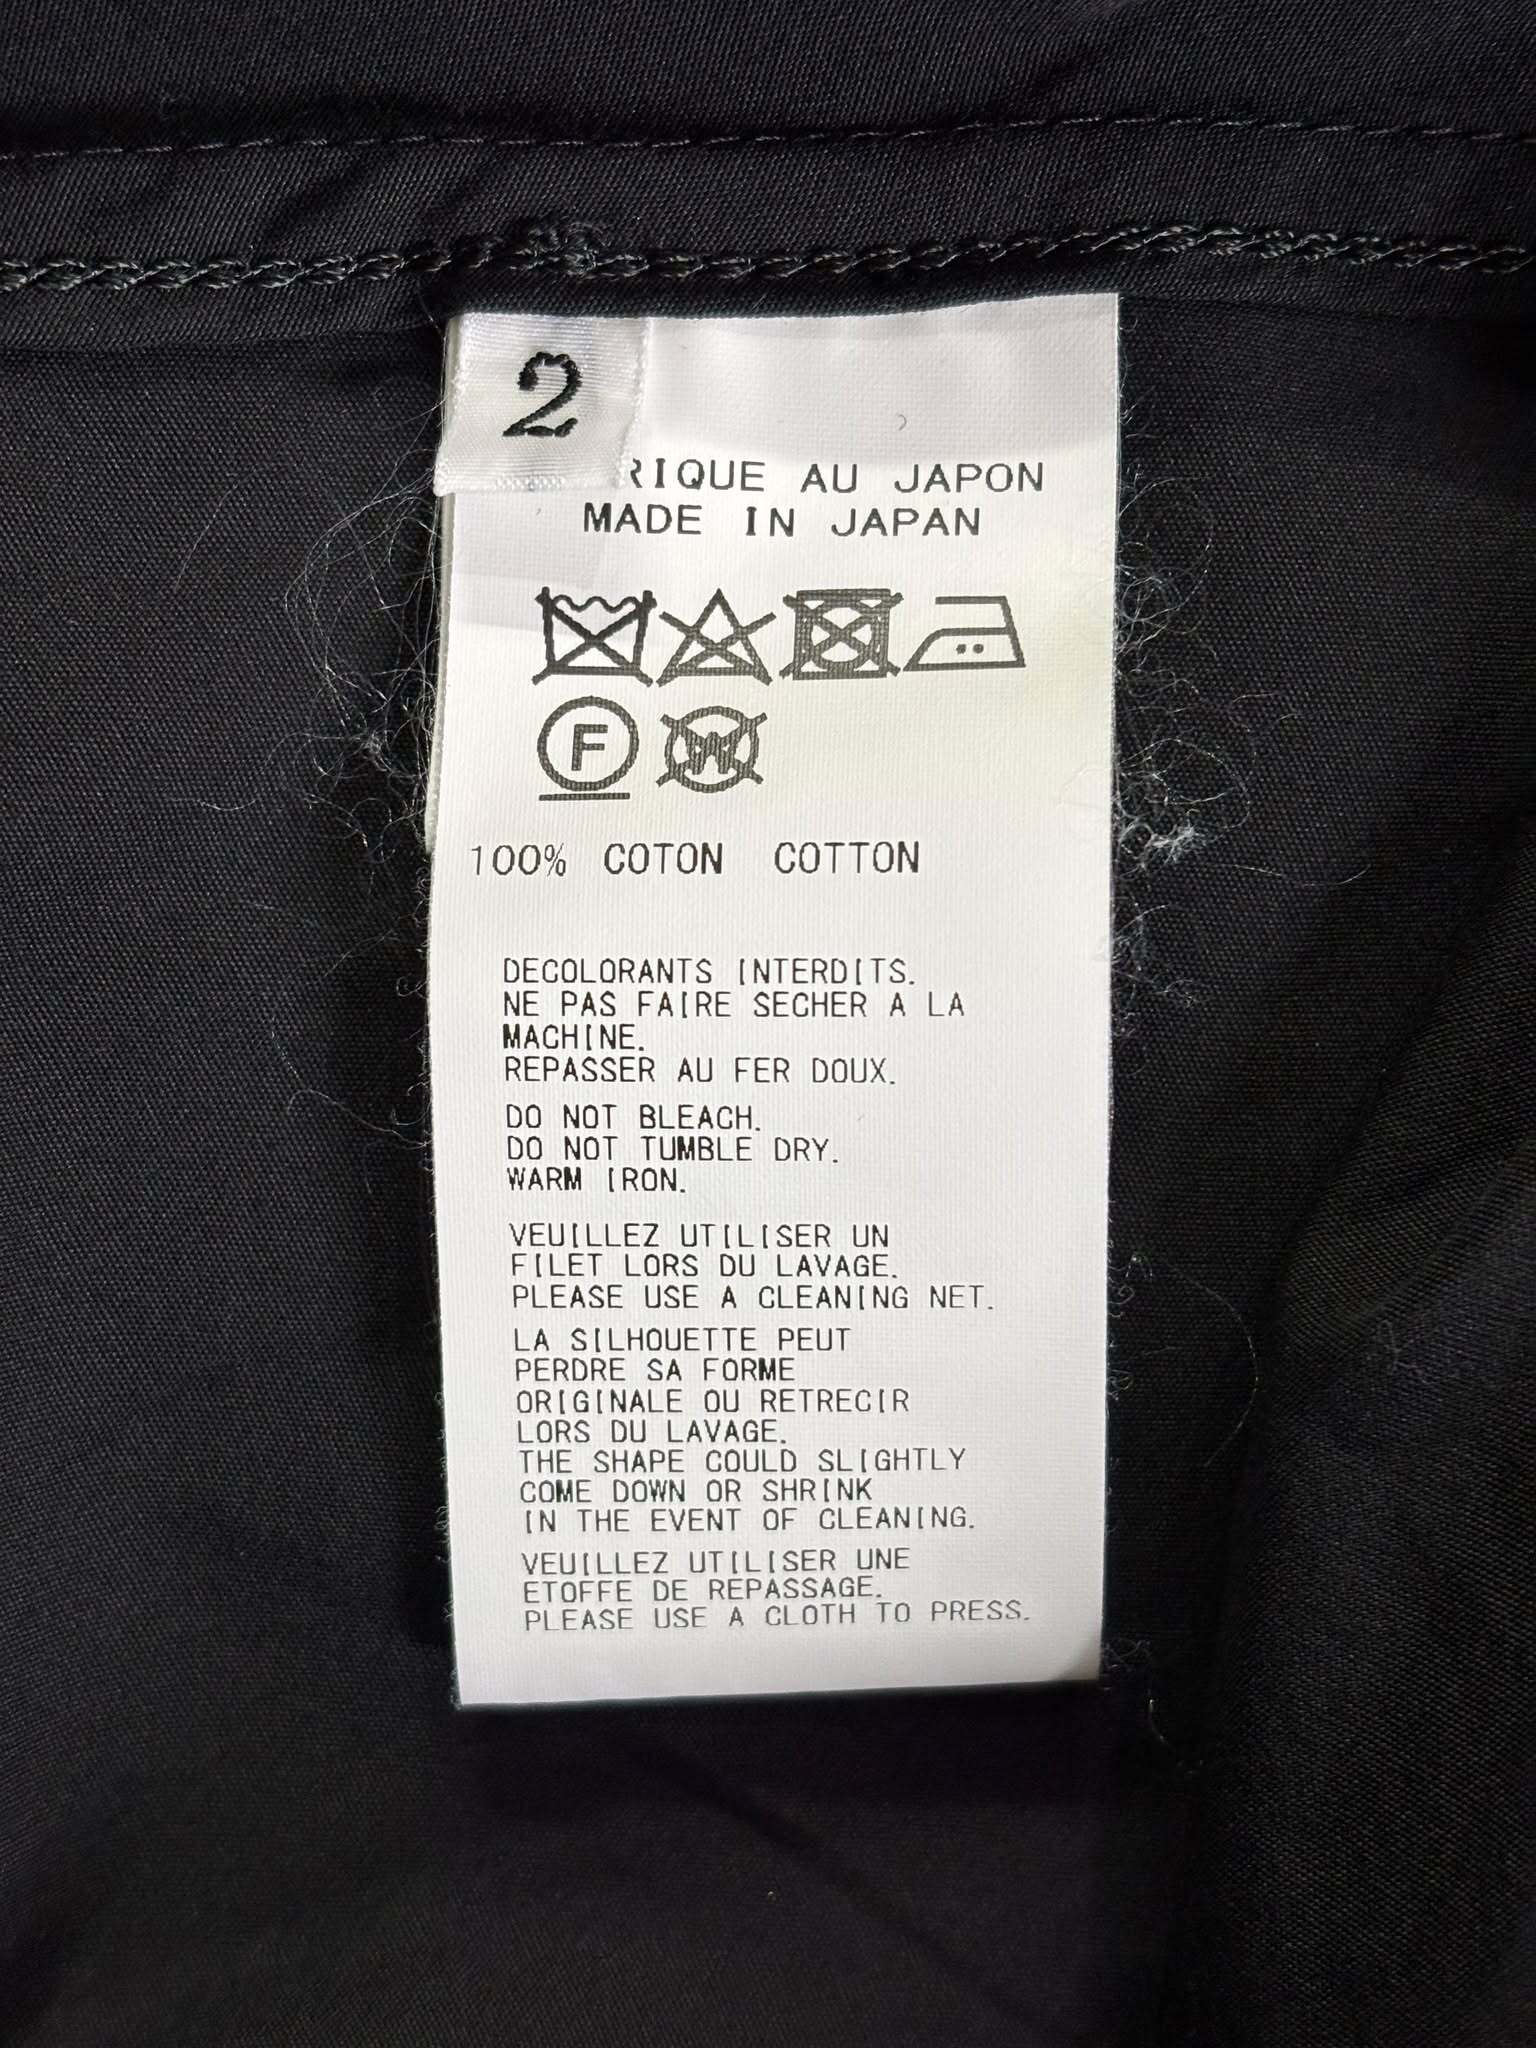 2
RIQUE AU JAPON
MADE IN JAPAN
F
W
100% COTON COTTON
DECOLORANTS INTERDITS.
NE PAS FAIRE SECHER A LA
MACHINE.
REPASSER AU FER DOUX.
DO NOT BLEACH.
DO NOT TUMBLE DRY.
WARM IRON.
VEUILLEZ UTILISER UN
FILET LORS DU LAVAGE.
PLEASE USE A CLEANING NET.
LA SILHOUETTE PEUT
PERDRE SA FORME
ORIGINALE OU RETRECIR
LORS DU LAVAGE.
THE SHAPE COULD SLIGHTLY
COME DOWN OR SHRINK
IN THE EVENT OF CLEANING.
VEUILLEZ UTILISER UNE
ETOFFE DE REPASSAGE.
PLEASE USE A CLOTH TO PRESS.